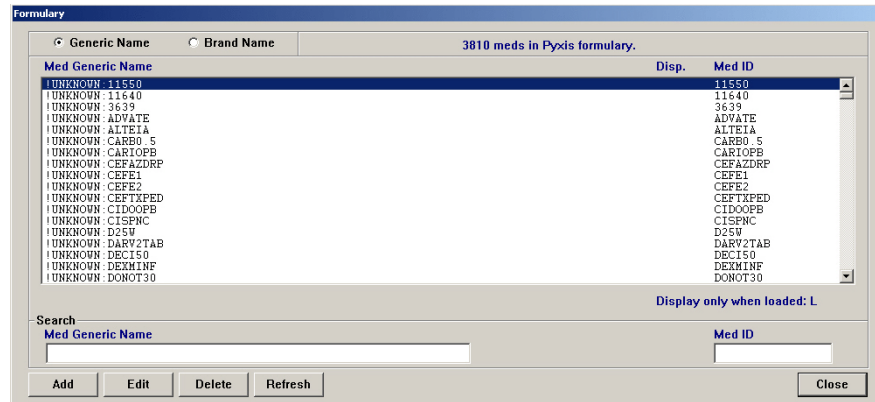 Formulary
Generic Name Brand Name 3810 meds in Pyxis formulary.
Med Generic Name Disp. Med ID
!UNKNOWN:11550 11550
!UNKNOWN:11640 11640
!UNKNOWN:3639 3639
!UNKNOWN:ADVATE ADVATE
!UNKNOWN:ALTEIA ALTEIA
!UNKNOWN:CARB0.5 CARB0.5
!UNKNOWN:CARIOPB CARIOPB
!UNKNOWN:CEFAZDRP CEFAZDRP
!UNKNOWN:CEFE1 CEFE1
!UNKNOWN:CEFE2 CEFE2
!UNKNOWN:CEFTXPED CEFTXPED
!UNKNOWN:CIDOOPB CIDOOPB
!UNKNOWN:CISPNC CISPNC
!UNKNOWN:D25W D25W
!UNKNOWN:DARV2TAB DARV2TAB
!UNKNOWN:DECI50 DECI50
!UNKNOWN:DEXMINF DEXMINF
!UNKNOWN:DONOT30 DONOT30
Display only when loaded: L
Search
Med Generic Name Med ID
Add Edit Delete Refresh Close